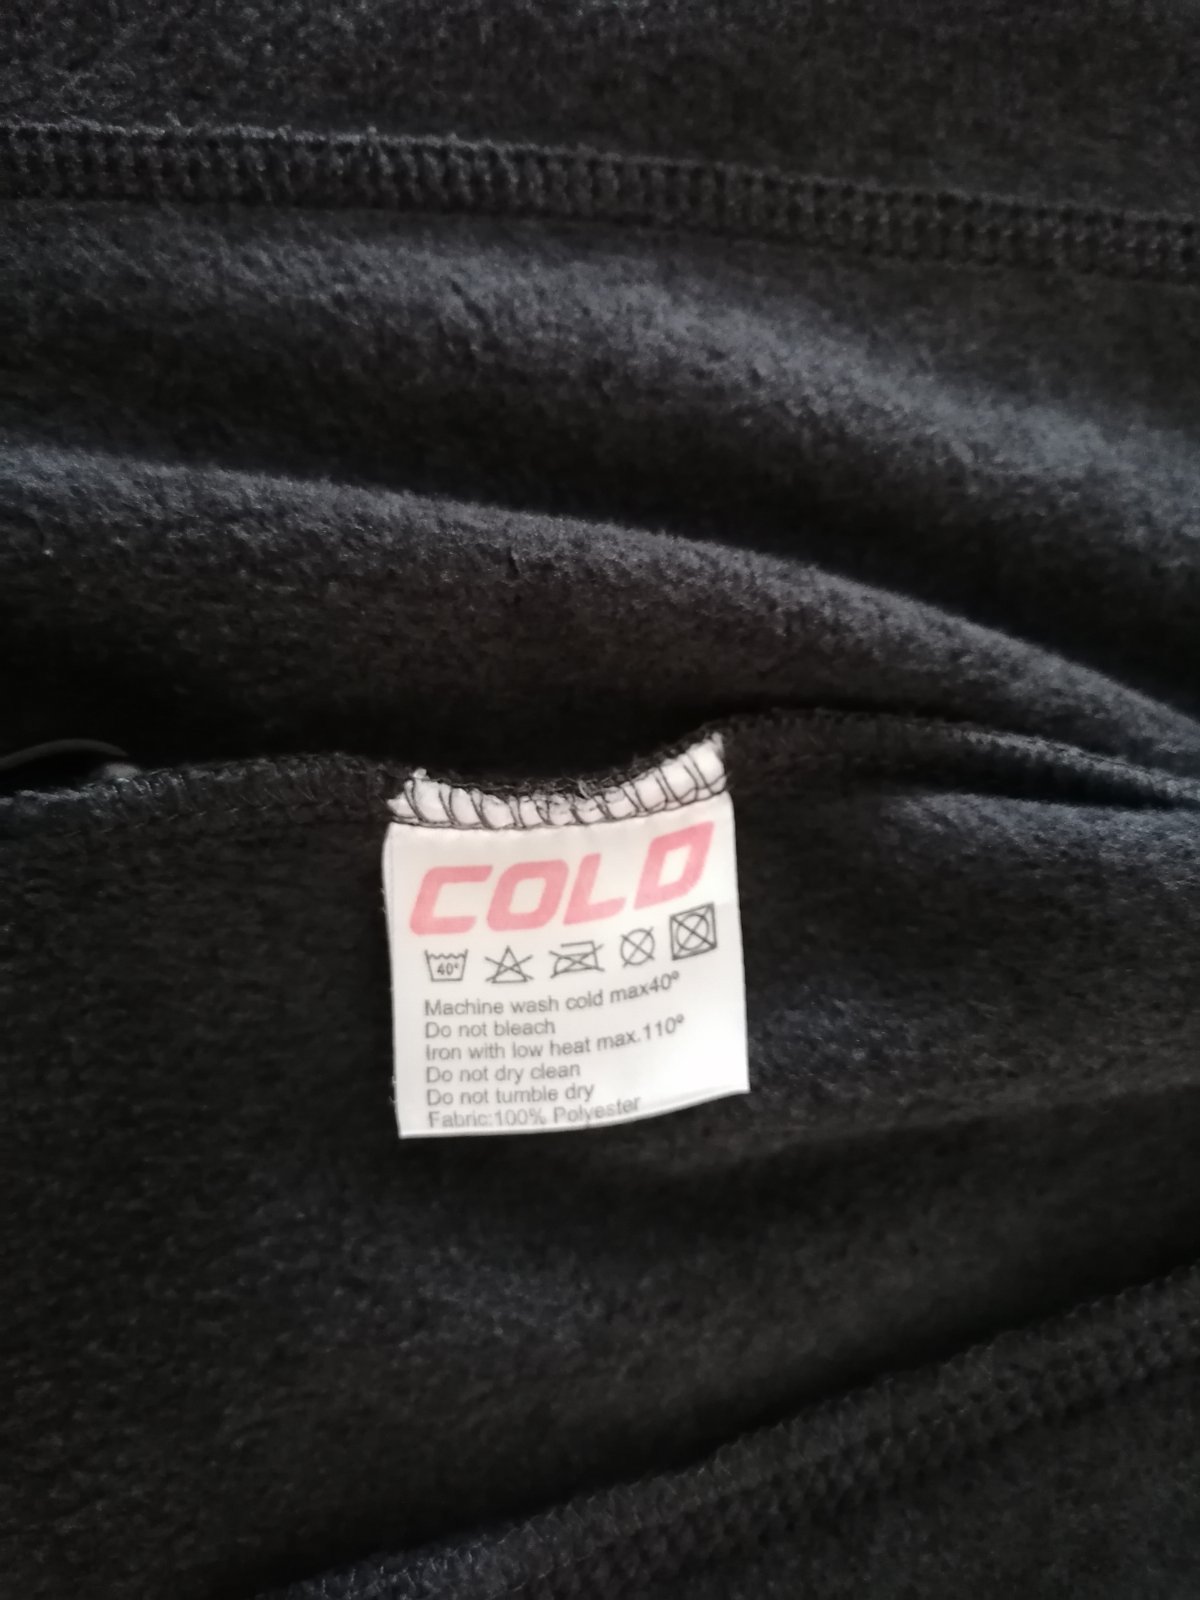 COLD
40°
Machine wash cold max40°
Do not bleach
Iron with low heat max.110°
Do not dry clean
Do not tumble dry
Fabric:100% Polyester